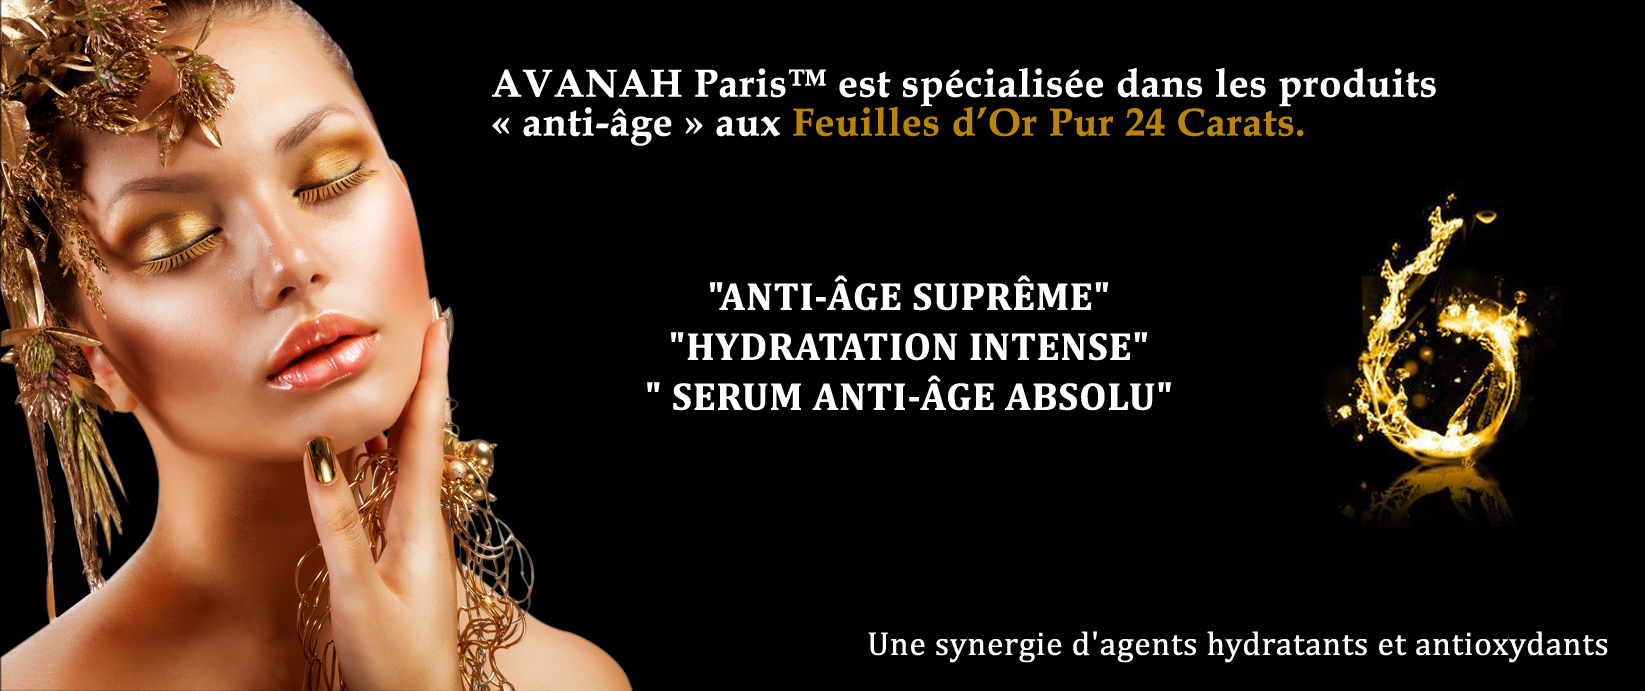 AVANAH Paris™ est spécialisée dans les produits
« anti-âge » aux Feuilles d’Or Pur 24 Carats.
"ANTI-ÂGE SUPRÊME"
"HYDRATATION INTENSE"
" SERUM ANTI-ÂGE ABSOLU"
6
Une synergie d'agents hydratants et antioxydants